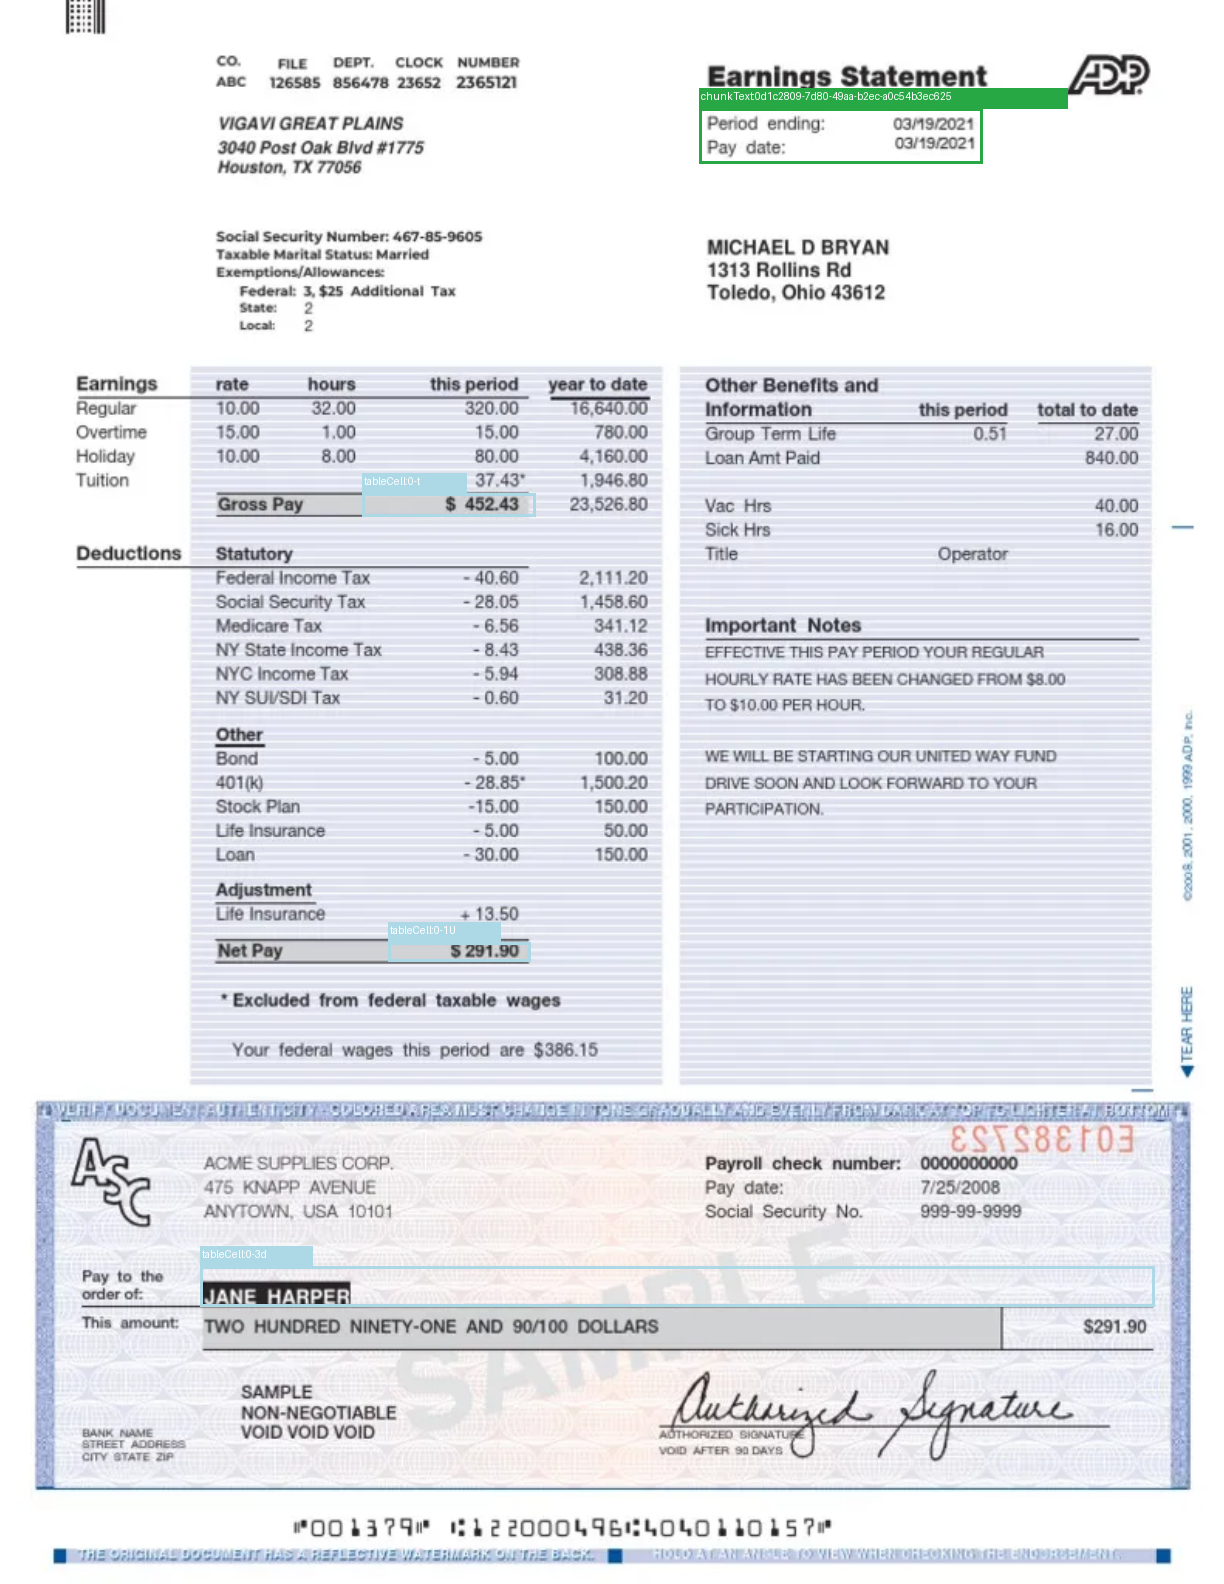 CO. FILE DEPT. CLOCK NUMBER
ABC 126585 856478 23652 2365121
Earnings Statement
ADP
chunkText:0d1c2809-7d80-49aa-b2ec-a0c54b3ec625
Period ending: 03/19/2021
Pay date: 03/19/2021
VIGAVI GREAT PLAINS
3040 Post Oak Blvd #1775
Houston, TX 77056
Social Security Number: 467-85-9605
Taxable Marital Status: Married
Exemptions/Allowances:
Federal: 3, $25 Additional Tax
State: 2
Local: 2
MICHAEL D BRYAN
1313 Rollins Rd
Toledo, Ohio 43612
Earnings rate hours this period year to date
Regular 10.00 32.00 320.00 16,640.00
Overtime 15.00 1.00 15.00 780.00
Holiday 10.00 8.00 80.00 4,160.00
Tuition 37.43* 1,946.80
tableCell:0-t
Gross Pay $ 452.43 23,526.80
Deductions Statutory
Federal Income Tax - 40.60 2,111.20
Social Security Tax - 28.05 1,458.60
Medicare Tax - 6.56 341.12
NY State Income Tax - 8.43 438.36
NYC Income Tax - 5.94 308.88
NY SUI/SDI Tax - 0.60 31.20
Other
Bond - 5.00 100.00
401(k) - 28.85* 1,500.20
Stock Plan -15.00 150.00
Life Insurance - 5.00 50.00
Loan - 30.00 150.00
Adjustment
Life Insurance + 13.50
tableCell:0-1U
Net Pay $ 291.90
* Excluded from federal taxable wages
Your federal wages this period are $386.15
Other Benefits and
Information this period total to date
Group Term Life 0.51 27.00
Loan Amt Paid 840.00
Vac Hrs 40.00
Sick Hrs 16.00
Title Operator
Important Notes
EFFECTIVE THIS PAY PERIOD YOUR REGULAR
HOURLY RATE HAS BEEN CHANGED FROM $8.00
TO $10.00 PER HOUR.
WE WILL BE STARTING OUR UNITED WAY FUND
DRIVE SOON AND LOOK FORWARD TO YOUR
PARTICIPATION.
TEAR HERE
VERIFY DOCUMENT AUTHENTICITY - COLORED AREA MUST CHANGE IN TONE GRADUALLY AND EVENLY FROM DARK AT TOP TO LIGHTER AT BOTTOM
E01382723
ASC
ACME SUPPLIES CORP.
475 KNAPP AVENUE
ANYTOWN, USA 10101
Payroll check number: 0000000000
Pay date: 7/25/2008
Social Security No. 999-99-9999
tableCell:0-3d
Pay to the
order of: JANE HARPER
This amount: TWO HUNDRED NINETY-ONE AND 90/100 DOLLARS $291.90
SAMPLE
SAMPLE
NON-NEGOTIABLE
VOID VOID VOID
BANK NAME
STREET ADDRESS
CITY STATE ZIP
Authorized Signature
AUTHORIZED SIGNATURE
VOID AFTER 90 DAYS
⑈001379⑈ ⑆122000496⑆4040110157⑈
THE ORIGINAL DOCUMENT HAS A REFLECTIVE WATERMARK ON THE BACK.
HOLD AT AN ANGLE TO VIEW WHEN CHECKING THE ENDORSEMENT.